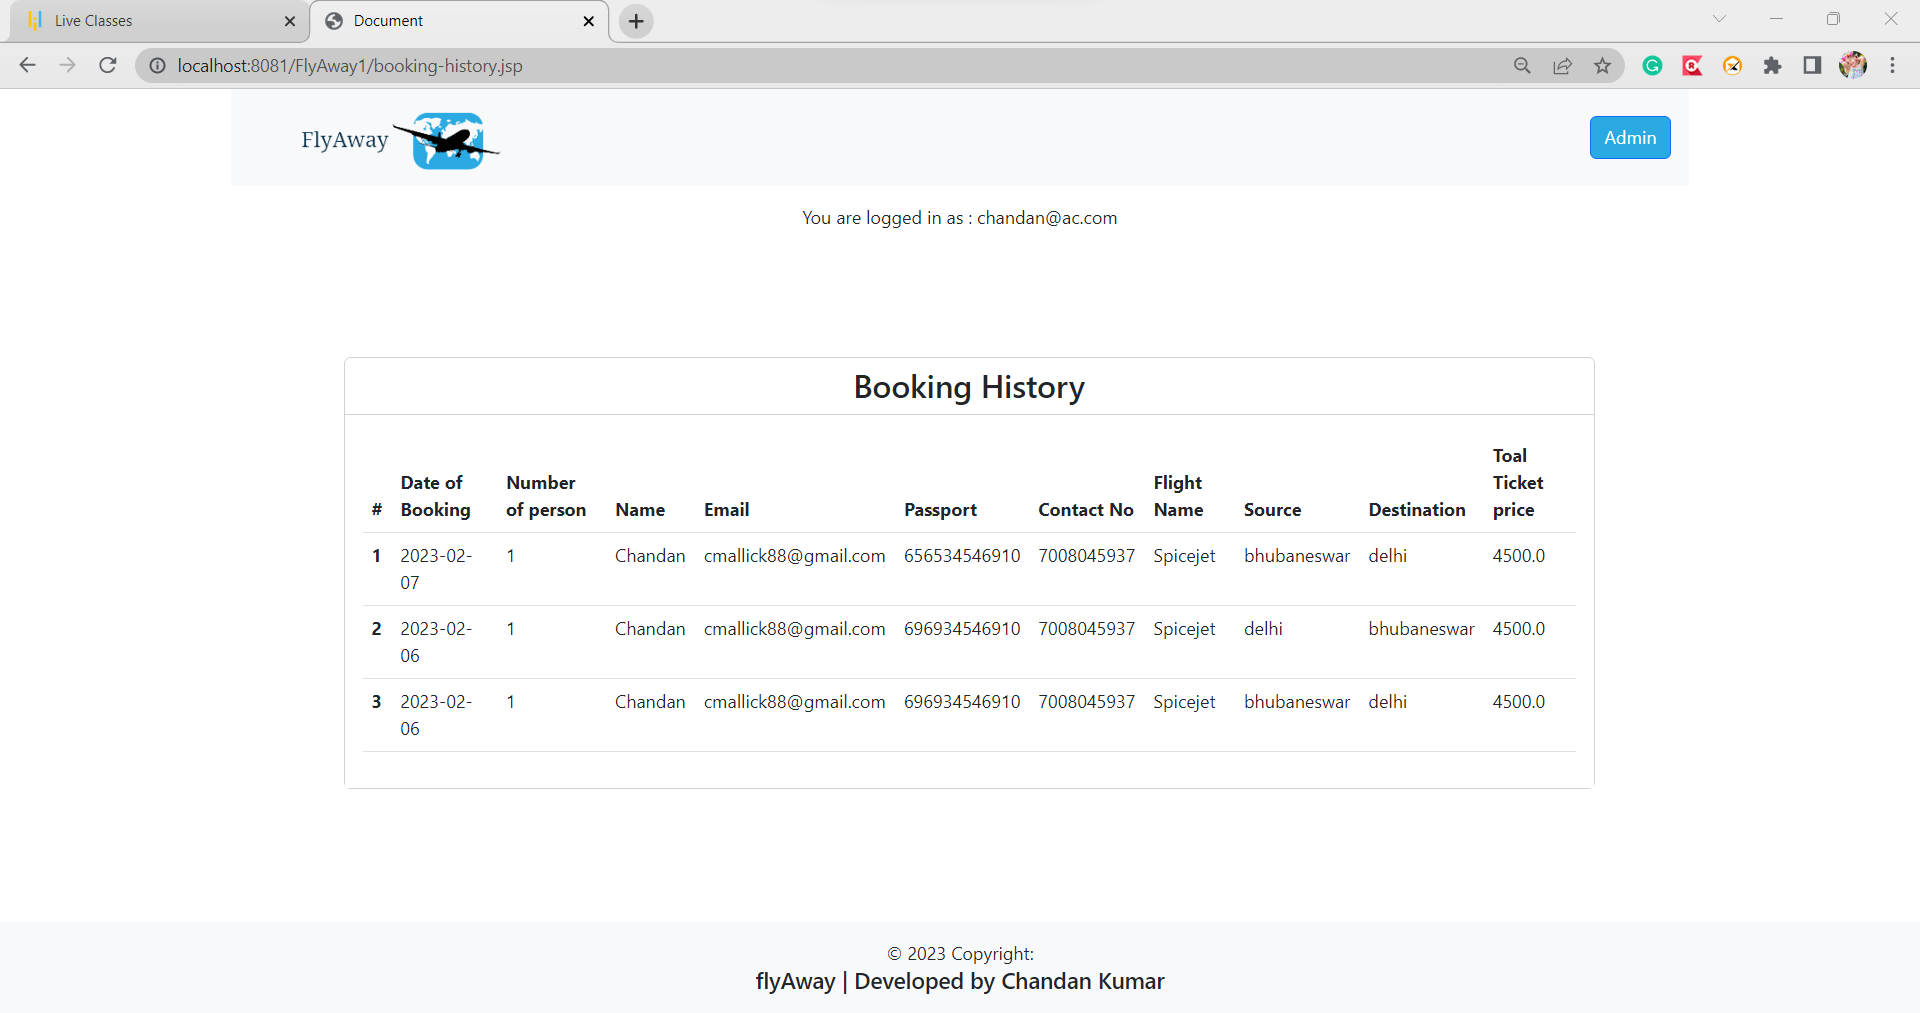 Live Classes
Document
localhost:8081/FlyAway1/booking-history.jsp
FlyAway
Admin
You are logged in as : chandan@ac.com
Booking History
# Date of Booking Number of person Name Email Passport Contact No Flight Name Source Destination Toal Ticket price
1 2023-02-07 1 Chandan cmallick88@gmail.com 656534546910 7008045937 Spicejet bhubaneswar delhi 4500.0
2 2023-02-06 1 Chandan cmallick88@gmail.com 696934546910 7008045937 Spicejet delhi bhubaneswar 4500.0
3 2023-02-06 1 Chandan cmallick88@gmail.com 696934546910 7008045937 Spicejet bhubaneswar delhi 4500.0
© 2023 Copyright:
flyAway | Developed by Chandan Kumar